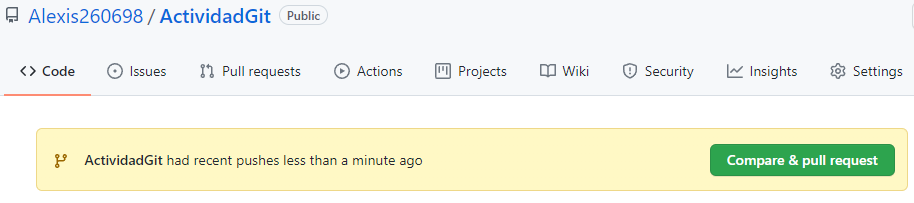 Alexis260698 / ActividadGit Public
Code Issues Pull requests Actions Projects Wiki Security Insights Settings
ActividadGit had recent pushes less than a minute ago Compare & pull request